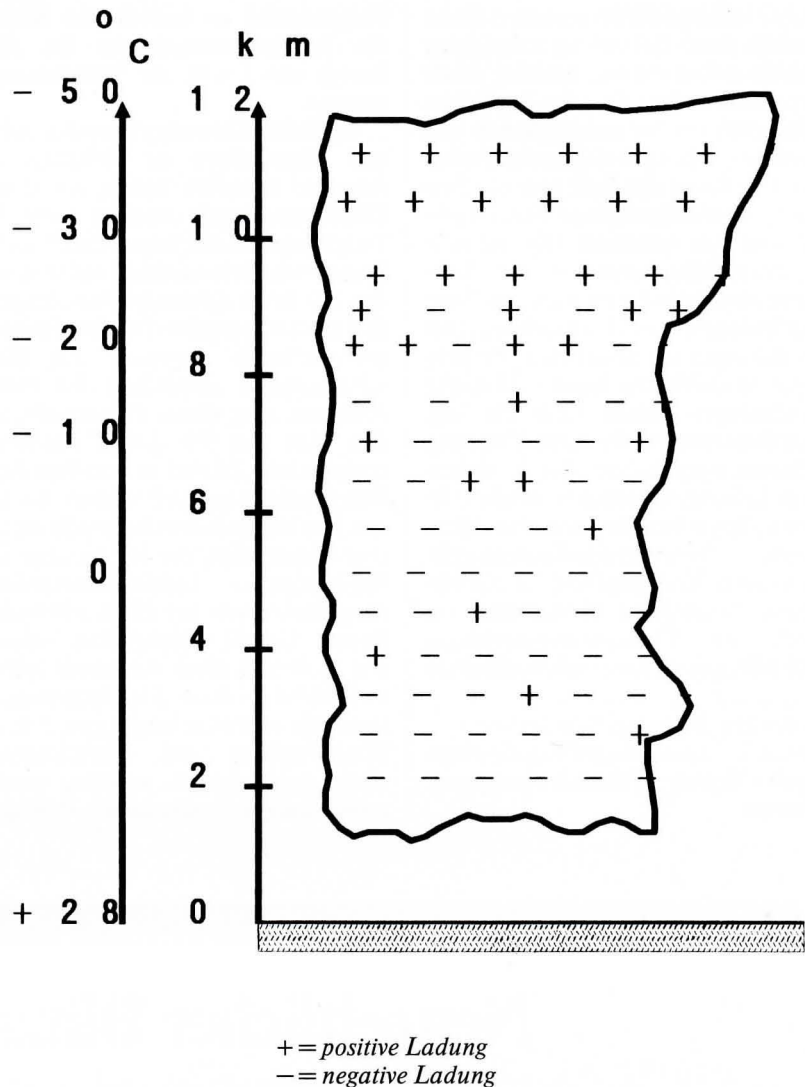 °C km
− 50 12
− 30 10
− 20
8
− 10
6
0
4
2
+ 28 0
+ = positive Ladung
− = negative Ladung